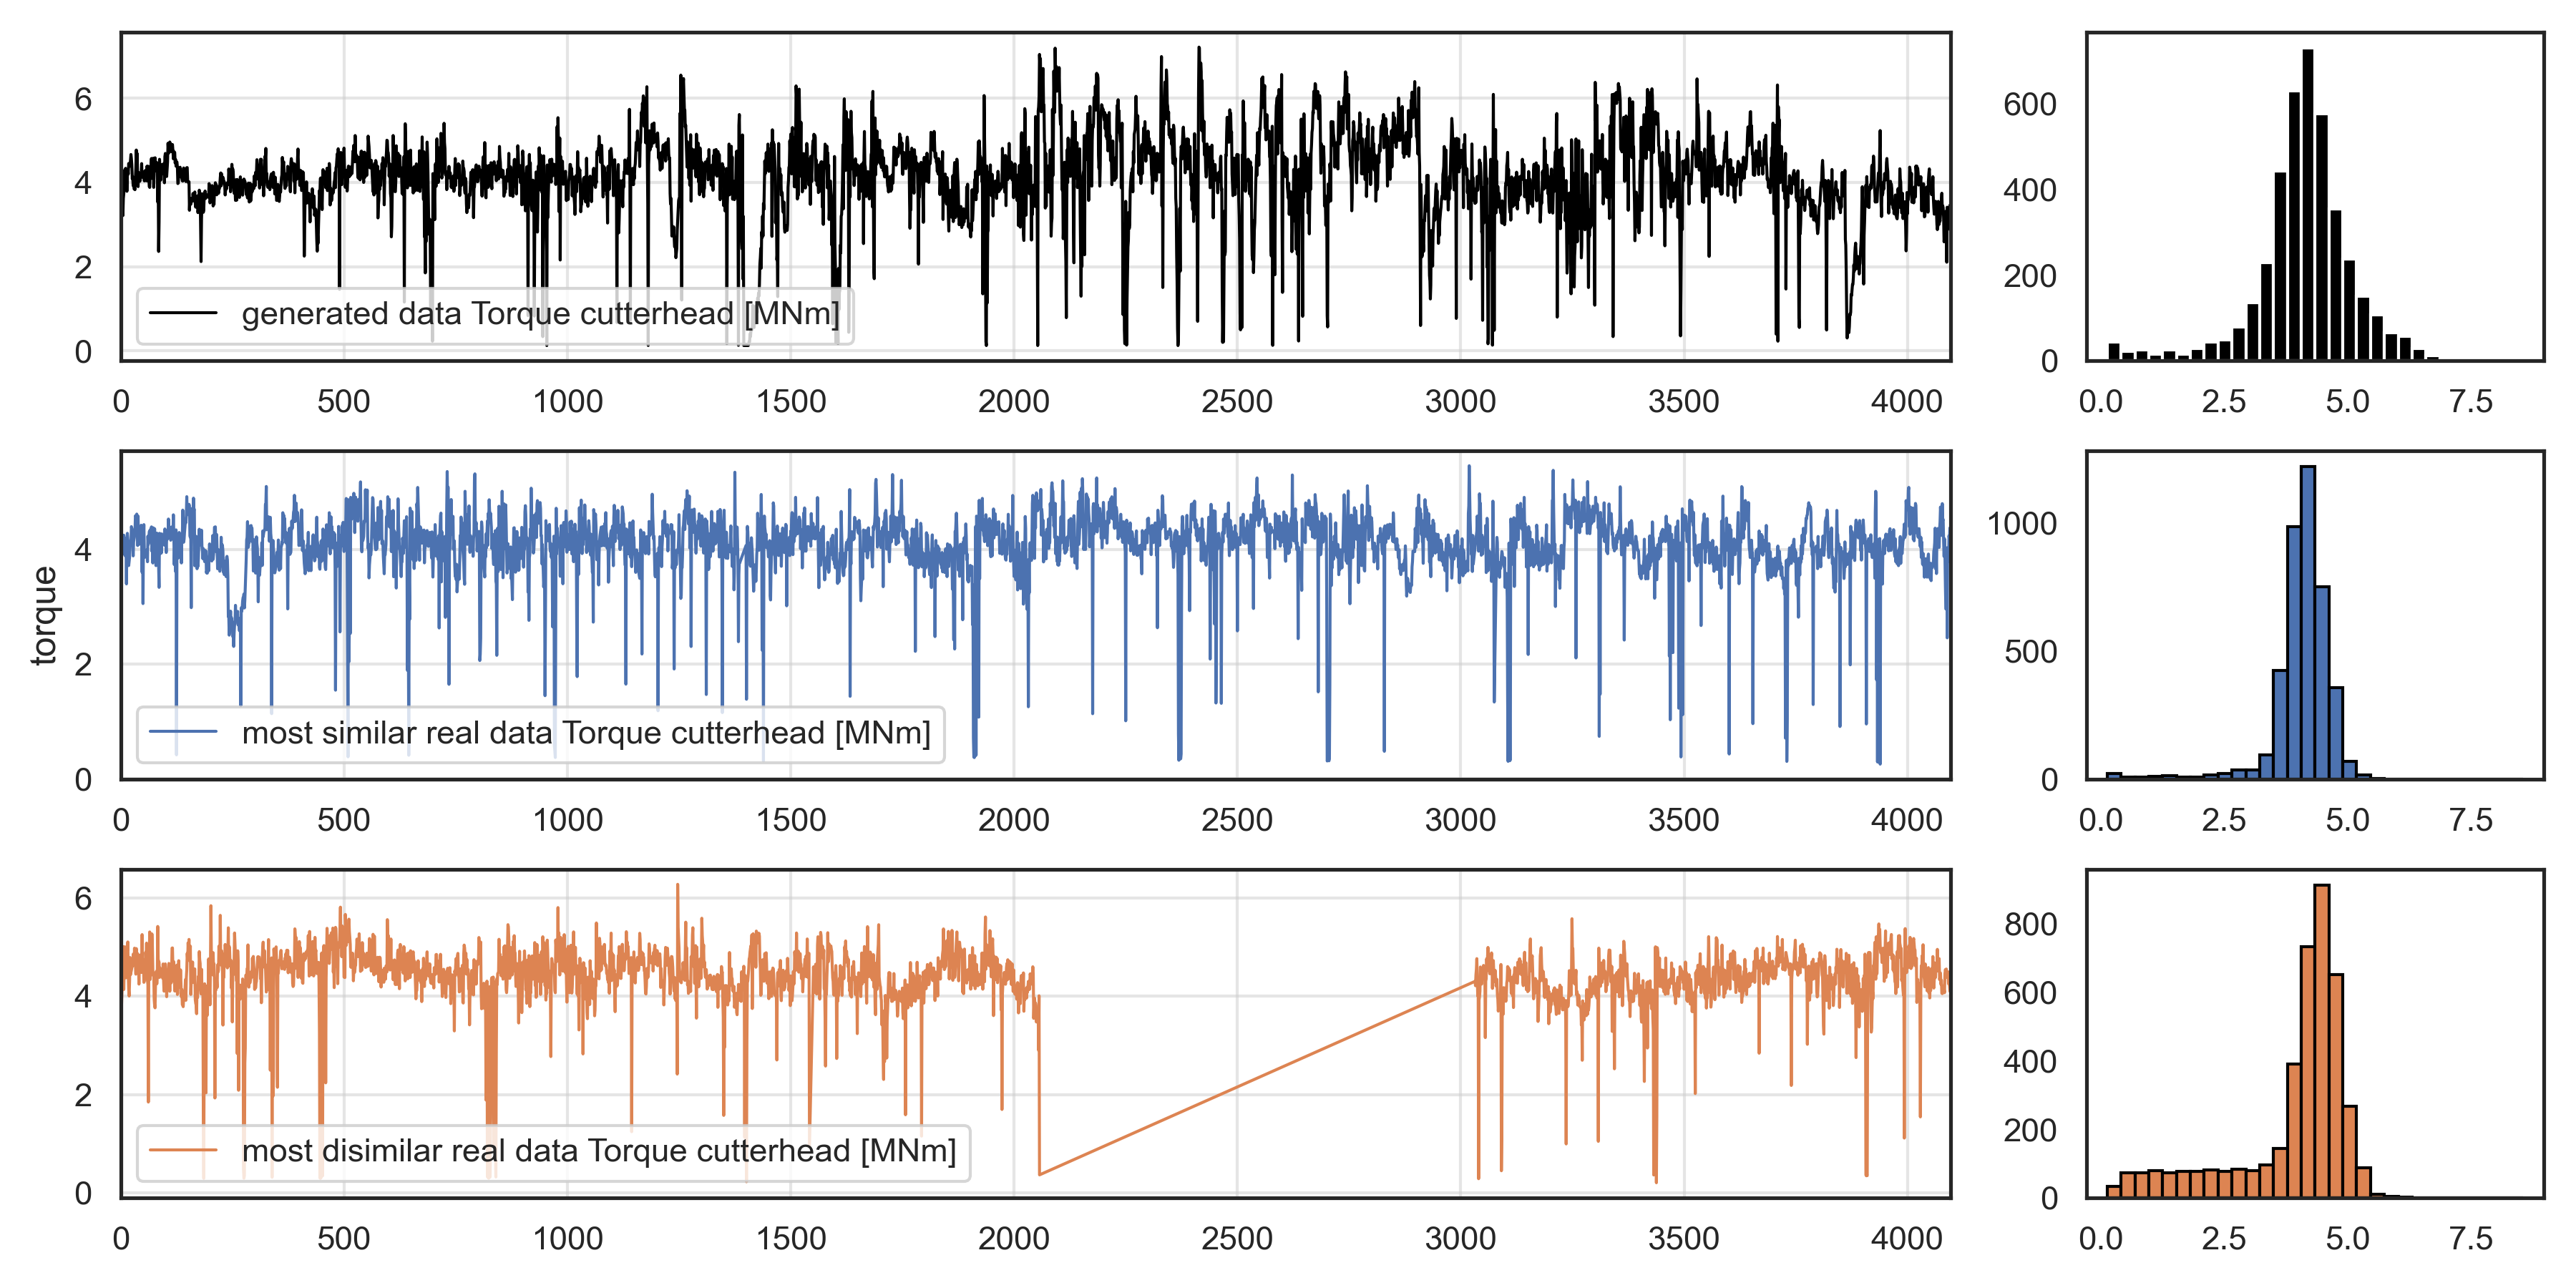 6
4
2
0
generated data Torque cutterhead [MNm]
0 500 1000 1500 2000 2500 3000 3500 4000
600
400
200
0
0.0 2.5 5.0 7.5
torque
4
2
0
most similar real data Torque cutterhead [MNm]
0 500 1000 1500 2000 2500 3000 3500 4000
1000
500
0
0.0 2.5 5.0 7.5
6
4
2
0
most disimilar real data Torque cutterhead [MNm]
0 500 1000 1500 2000 2500 3000 3500 4000
800
600
400
200
0
0.0 2.5 5.0 7.5